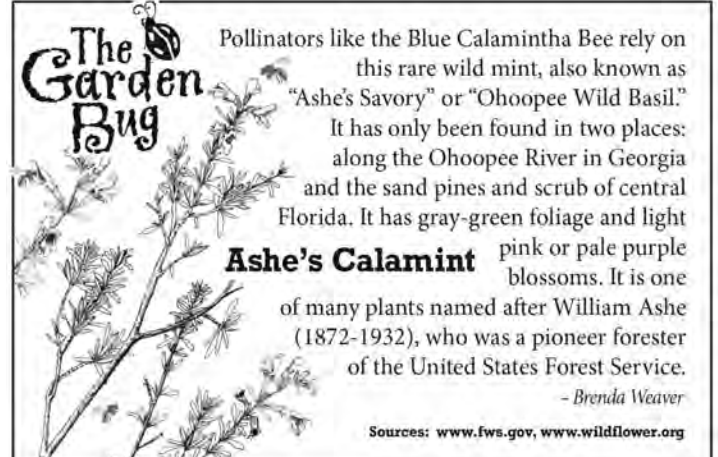 The
Garden
Bug
Pollinators like the Blue Calamintha Bee rely on
this rare wild mint, also known as
"Ashe's Savory" or "Ohoopee Wild Basil."
It has only been found in two places:
along the Ohoopee River in Georgia
and the sand pines and scrub of central
Florida. It has gray-green foliage and light
pink or pale purple
Ashe's Calamint
blossoms. It is one
of many plants named after William Ashe
(1872-1932), who was a pioneer forester
of the United States Forest Service.
- Brenda Weaver
Sources: www.fws.gov, www.wildflower.org